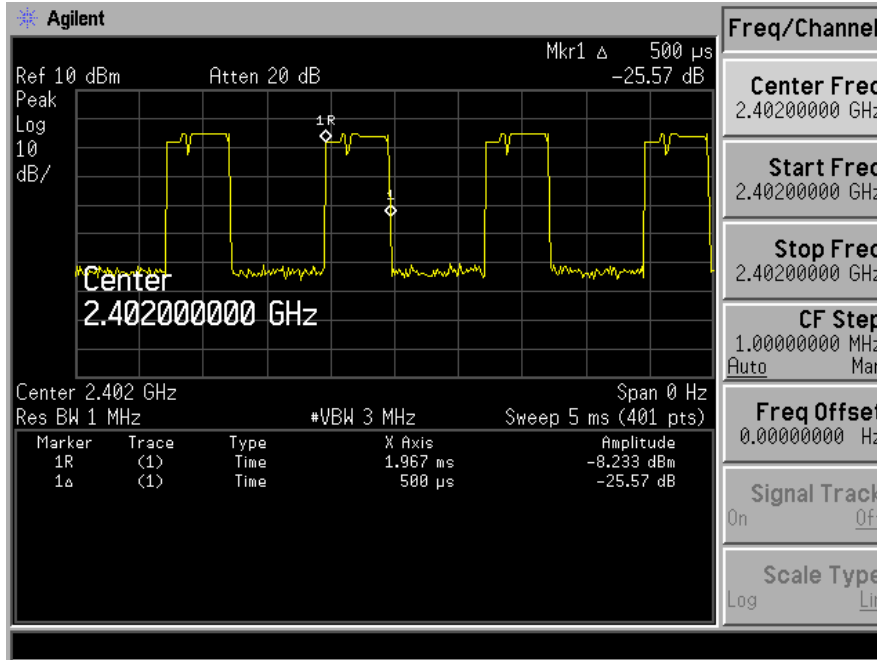 Agilent
Freq/Channel
Mkr1 Δ 500 µs
Ref 10 dBm Atten 20 dB −25.57 dB
Peak
Log
10
dB/
1R
1
Center
2.402000000 GHz
Center 2.402 GHz Span 0 Hz
Res BW 1 MHz #VBW 3 MHz Sweep 5 ms (401 pts)
Marker Trace Type X Axis Amplitude
1R (1) Time 1.967 ms −8.233 dBm
1Δ (1) Time 500 µs −25.57 dB
Center Freq
2.40200000 GHz
Start Freq
2.40200000 GHz
Stop Freq
2.40200000 GHz
CF Step
1.00000000 MHz
Auto Man
Freq Offset
0.00000000 Hz
Signal Track
On Off
Scale Type
Log Lin